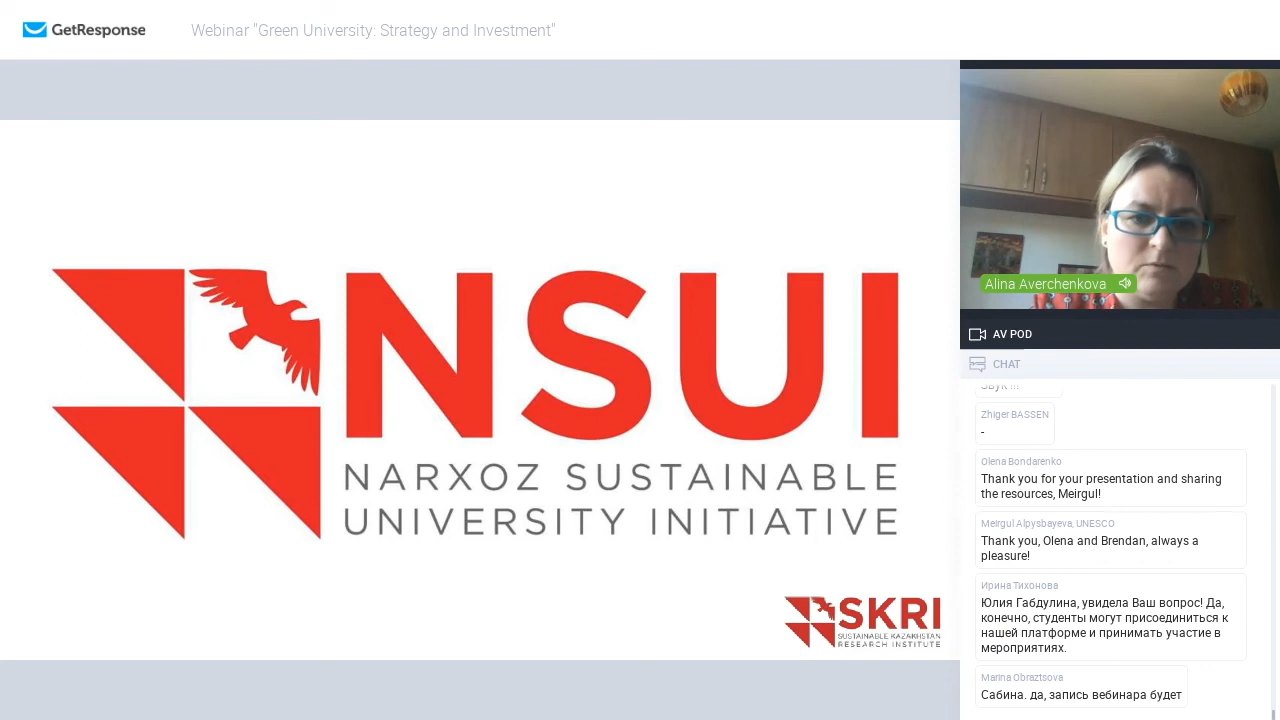 GetResponse
Webinar "Green University: Strategy and Investment"
NSUI
NARXOZ SUSTAINABLE
UNIVERSITY INITIATIVE
SKRI
SUSTAINABLE KAZAKHSTAN
RESEARCH INSTITUTE
Alina Averchenkova
AV POD
CHAT
Zhiger BASSEN
-
Olena Bondarenko
Thank you for your presentation and sharing
the resources, Meirgul!
Meirgul Alpysbayeva, UNESCO
Thank you, Olena and Brendan, always a
pleasure!
Ирина Тихонова
Юлия Габдулина, увидела Ваш вопрос! Да,
конечно, студенты могут присоединиться к
нашей платформе и принимать участие в
мероприятиях.
Marina Obraztsova
Сабина. да, запись вебинара будет